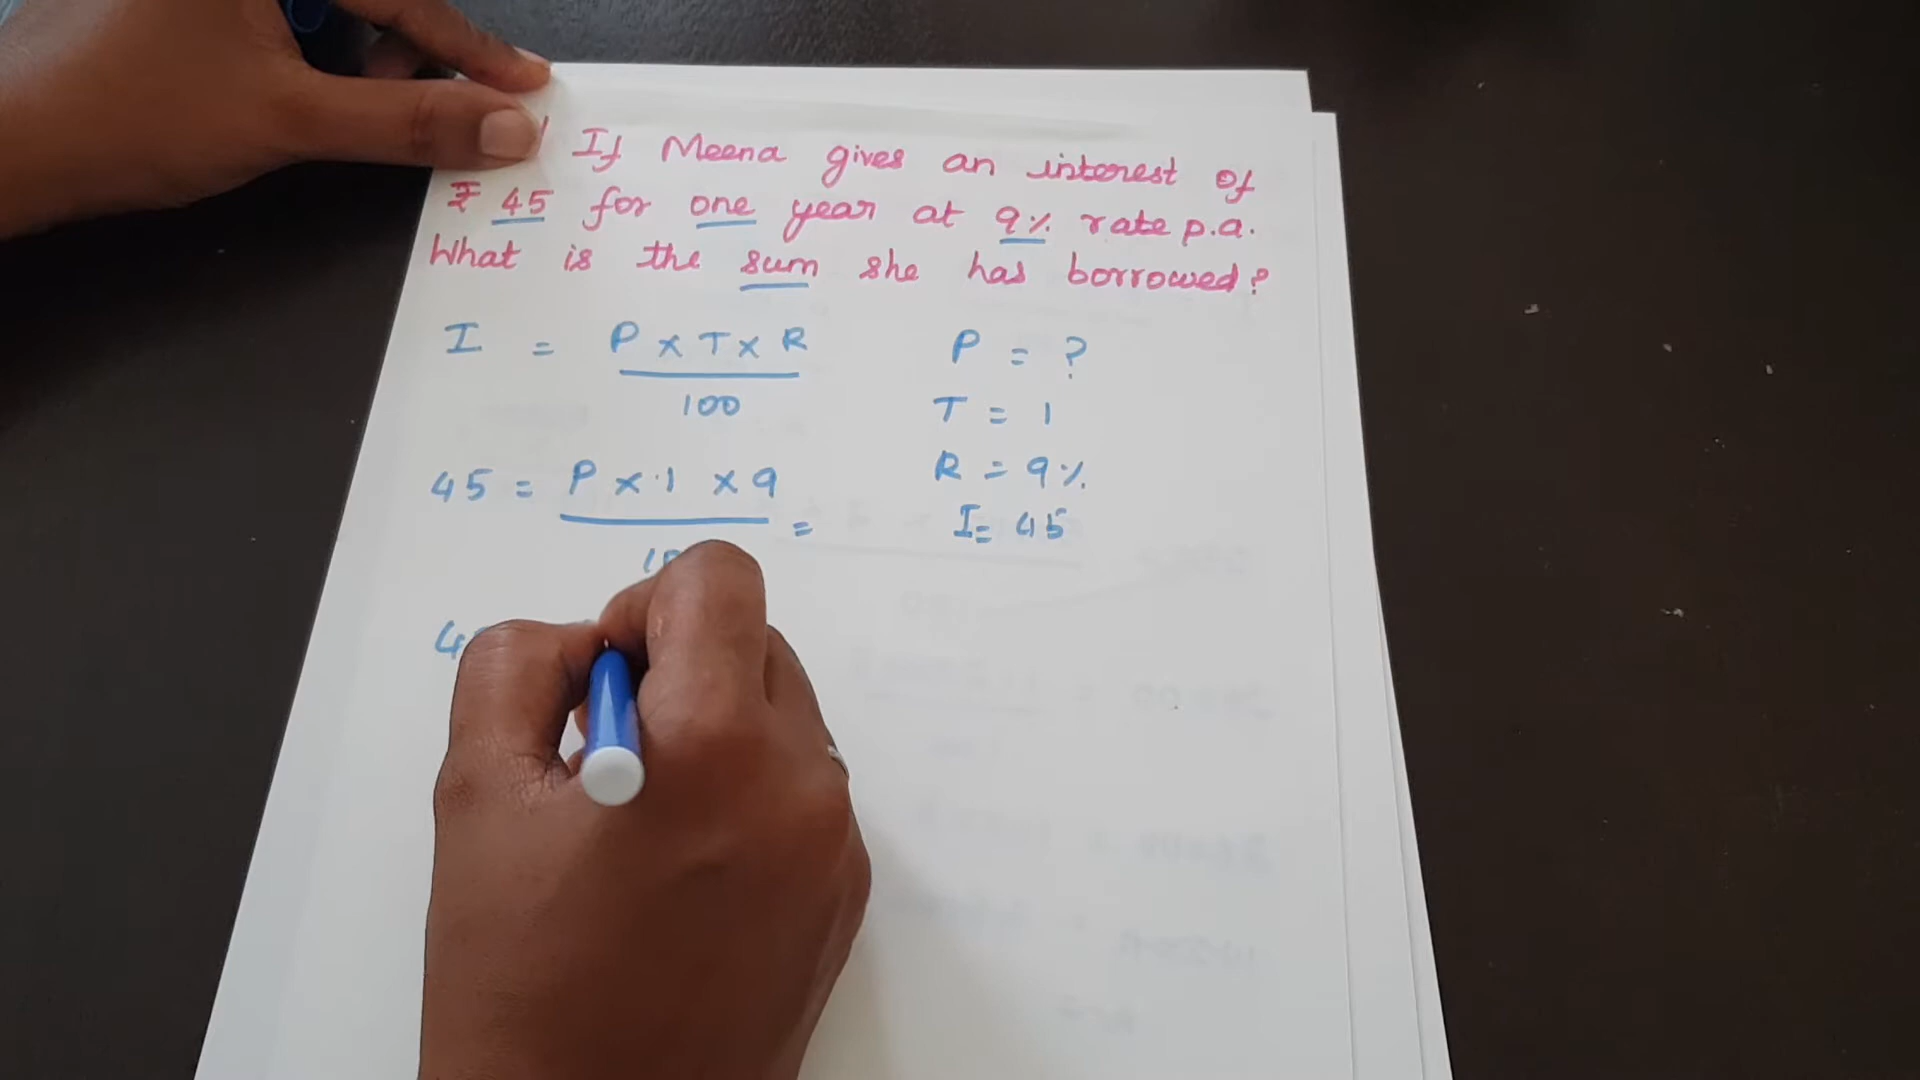 If Meena gives an interest of
₹ 45 for one year at 9% rate p.a.
What is the sum she has borrowed?
I = P × T × R
100
P = ?
T = 1
R = 9%
I = 45
45 = P × 1 × 9 =